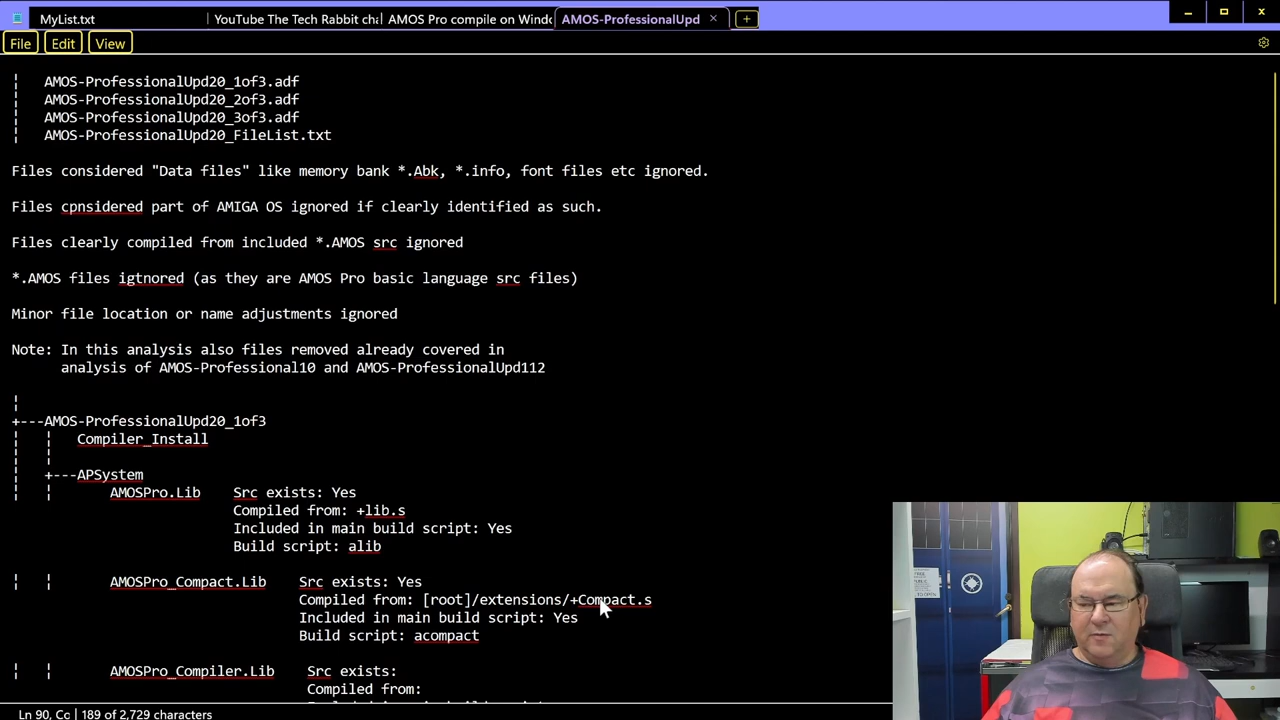 MyList.txt
YouTube The Tech Rabbit cha
AMOS Pro compile on Windo
AMOS-ProfessionalUpd
File
Edit
View
AMOS-ProfessionalUpd20_1of3.adf
AMOS-ProfessionalUpd20_2of3.adf
AMOS-ProfessionalUpd20_3of3.adf
AMOS-ProfessionalUpd20_FileList.txt
Files considered "Data files" like memory bank *.Abk, *.info, font files etc ignored.
Files cpnsidered part of AMIGA OS ignored if clearly identified as such.
Files clearly compiled from included *.AMOS src ignored
*.AMOS files igtnored (as they are AMOS Pro basic language src files)
Minor file location or name adjustments ignored
Note: In this analysis also files removed already covered in
analysis of AMOS-Professional10 and AMOS-ProfessionalUpd112
+---AMOS-ProfessionalUpd20_1of3
Compiler_Install
+---APSystem
AMOSPro.Lib Src exists: Yes
Compiled from: +lib.s
Included in main build script: Yes
Build script: alib
AMOSPro_Compact.Lib Src exists: Yes
Compiled from: [root]/extensions/+Compact.s
Included in main build script: Yes
Build script: acompact
AMOSPro_Compiler.Lib Src exists:
Compiled from:
Ln 90, Co 189 of 2,729 characters